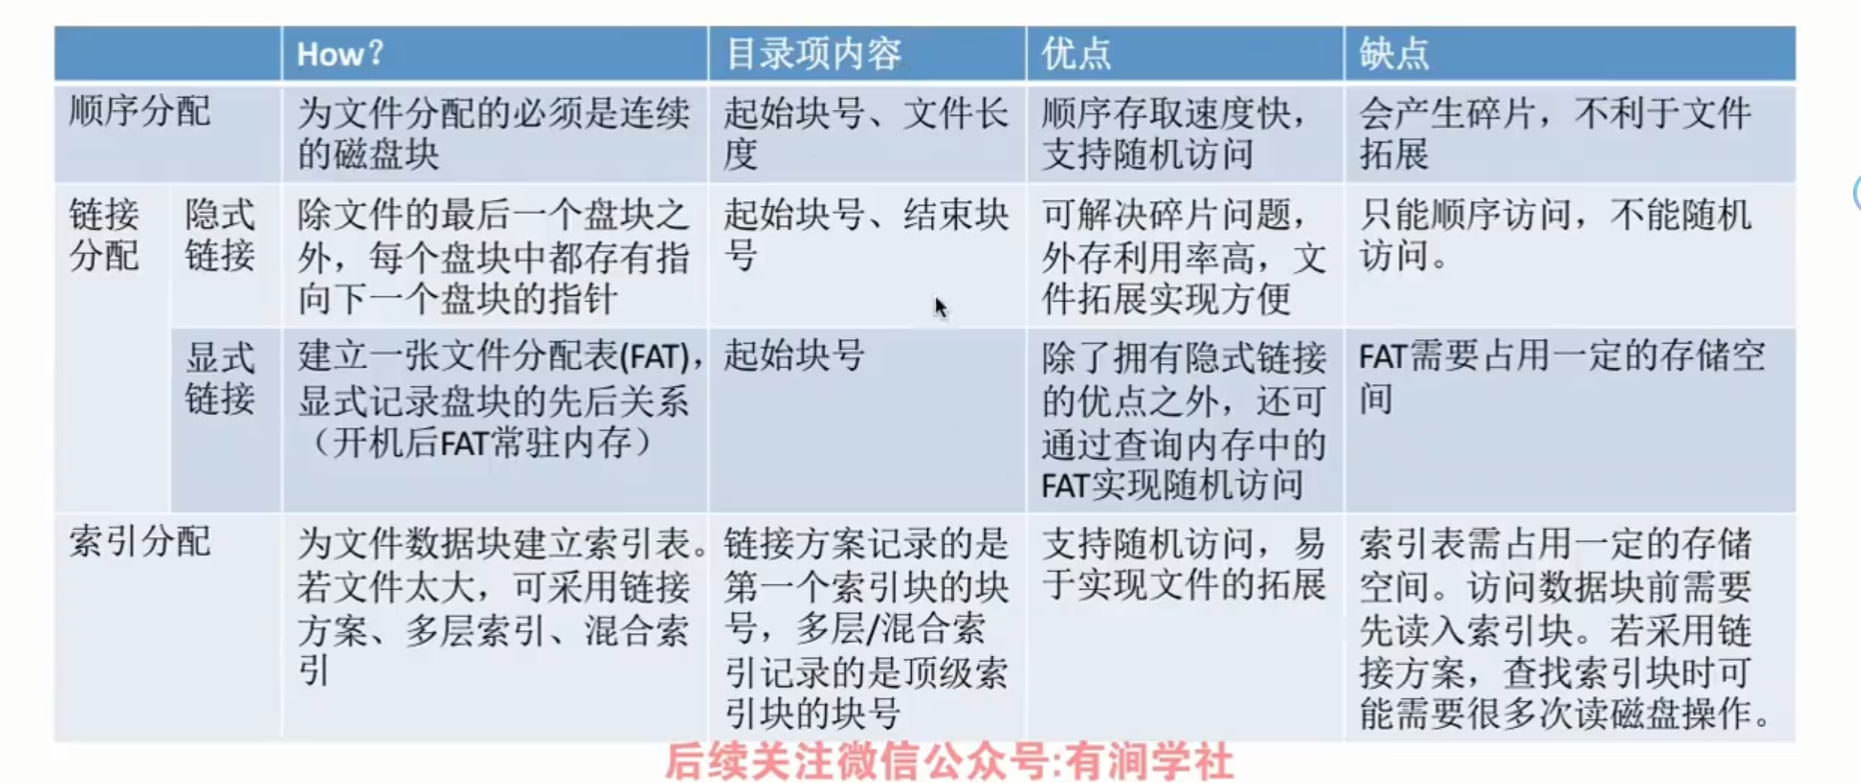 How?
目录项内容
优点
缺点
顺序分配
为文件分配的必须是连续
的磁盘块
起始块号、文件长
度
顺序存取速度快，
支持随机访问
会产生碎片，不利于文件
拓展
链接
分配
隐式
链接
除文件的最后一个盘块之
外，每个盘块中都存有指
向下一个盘块的指针
起始块号、结束块
号
可解决碎片问题，
外存利用率高，文
件拓展实现方便
只能顺序访问，不能随机
访问。
显式
链接
建立一张文件分配表(FAT)，
显式记录盘块的先后关系
（开机后FAT常驻内存）
起始块号
除了拥有隐式链接
的优点之外，还可
通过查询内存中的
FAT实现随机访问
FAT需要占用一定的存储空
间
索引分配
为文件数据块建立索引表。
若文件太大，可采用链接
方案、多层索引、混合索
引
链接方案记录的是
第一个索引块的块
号，多层/混合索
引记录的是顶级索
引块的块号
支持随机访问，易
于实现文件的拓展
索引表需占用一定的存储
空间。访问数据块前需要
先读入索引块。若采用链
接方案，查找索引块时可
能需要很多次读磁盘操作。
后续关注微信公众号:有涧学社